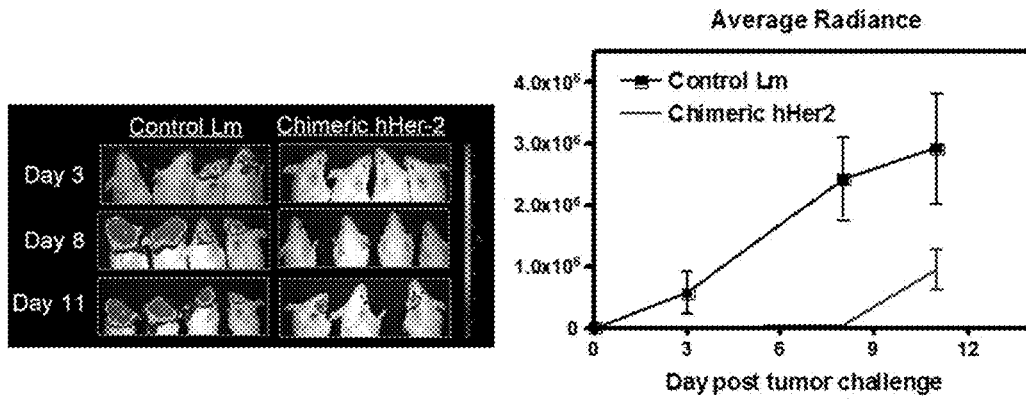 Control Lm Chimeric hHer-2
Day 3
Day 8
Day 11
Average Radiance
4.0x10⁶
3.0x10⁶
2.0x10⁶
1.0x10⁶
0
Control Lm
Chimeric hHer2
0 3 6 9 12
Day post tumor challenge